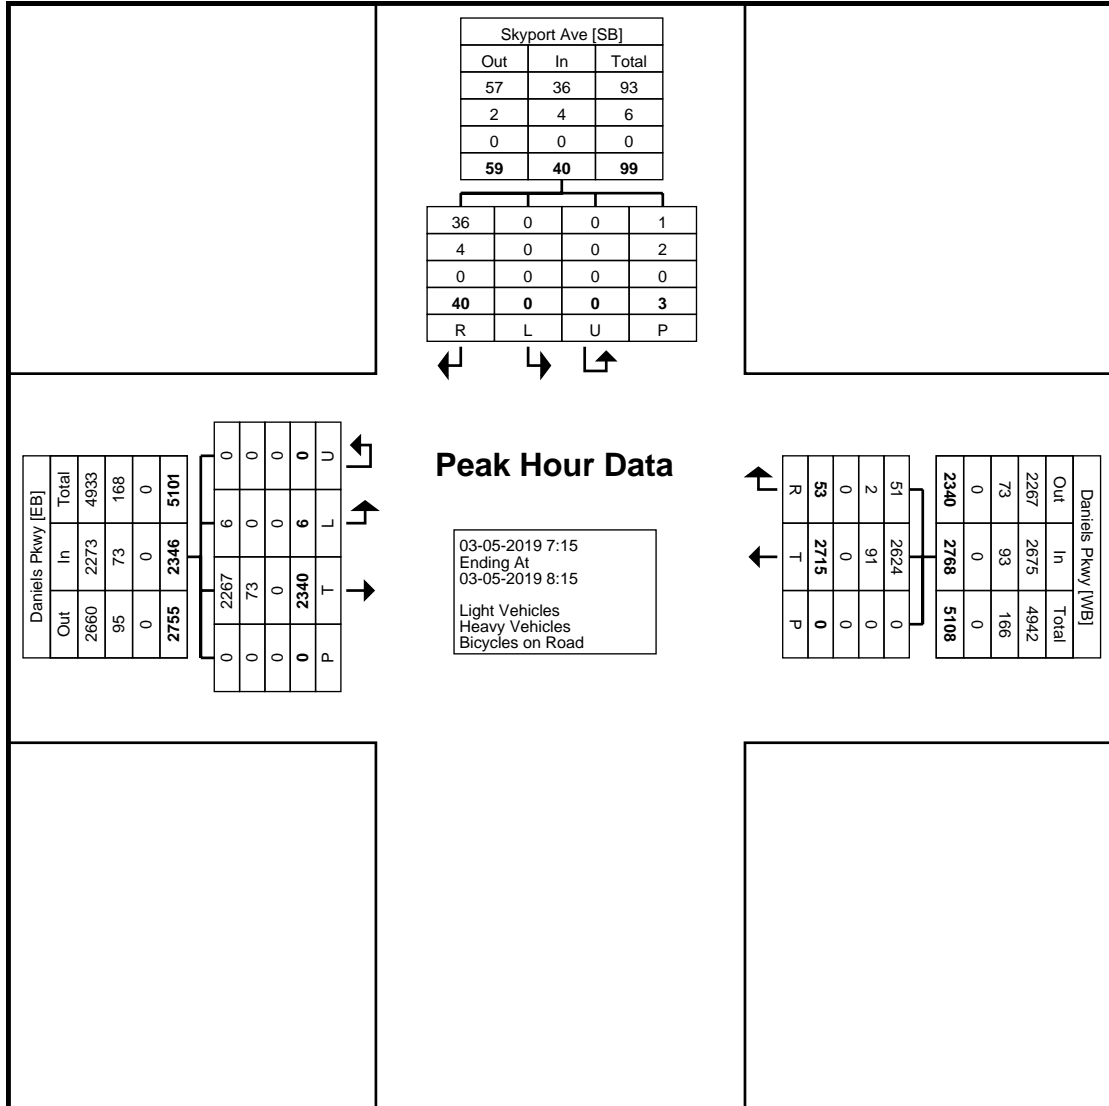 Skyport Ave [SB]
Out In Total
57 36 93
2 4 6
0 0 0
59 40 99
36 0 0 1
4 0 0 2
0 0 0 0
40 0 0 3
R L U P
Peak Hour Data
03-05-2019 7:15
Ending At
03-05-2019 8:15
Light Vehicles
Heavy Vehicles
Bicycles on Road
Daniels Pkwy [EB]
Out In Total
2660 2273 4933
95 73 168
0 0 0
2755 2346 5101
0 6 2267 0
0 0 73 0
0 0 0 0
0 6 2340 0
U L T P
Daniels Pkwy [WB]
Out In Total
2267 2675 4942
73 93 166
0 0 0
2340 2768 5108
51 2624 0
2 91 0
0 0 0
53 2715 0
R T P